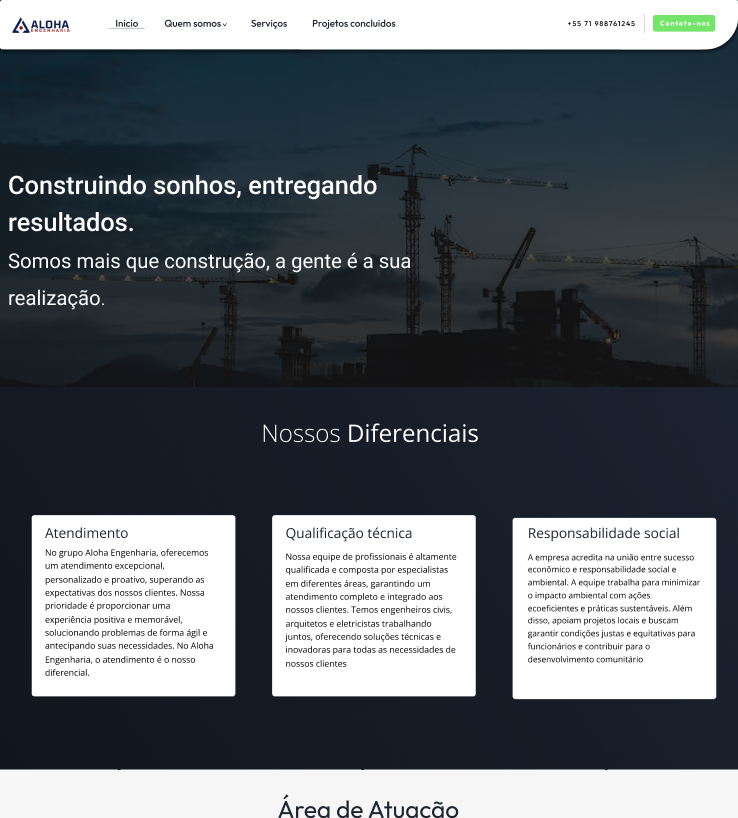 ALOHA
ENGENHARIA
Inicio
Quem somos
Serviços
Projetos concluidos
+55 71 988761245
Contate-nos
Construindo sonhos, entregando
resultados.
Somos mais que construção, a gente é a sua
realização.
Nossos Diferenciais
Atendimento
No grupo Aloha Engenharia, oferecemos
um atendimento excepcional,
personalizado e proativo, superando as
expectativas dos nossos clientes. Nossa
prioridade é proporcionar uma
experiência positiva e memorável,
solucionando problemas de forma ágil e
antecipando suas necessidades. No Aloha
Engenharia, o atendimento é o nosso
diferencial.
Qualificação técnica
Nossa equipe de profissionais é altamente
qualificada e composta por especialistas
em diferentes áreas, garantindo um
atendimento completo e integrado aos
nossos clientes. Temos engenheiros civis,
arquitetos e eletricistas trabalhando
juntos, oferecendo soluções técnicas e
inovadoras para todas as necessidades de
nossos clientes
Responsabilidade social
A empresa acredita na união entre sucesso
econômico e responsabilidade social e
ambiental. A equipe trabalha para minimizar
o impacto ambiental com ações
ecoeficientes e práticas sustentáveis. Além
disso, apoiam projetos locais e buscam
garantir condições justas e equitativas para
funcionários e contribuir para o
desenvolvimento comunitário
Área de Atuação